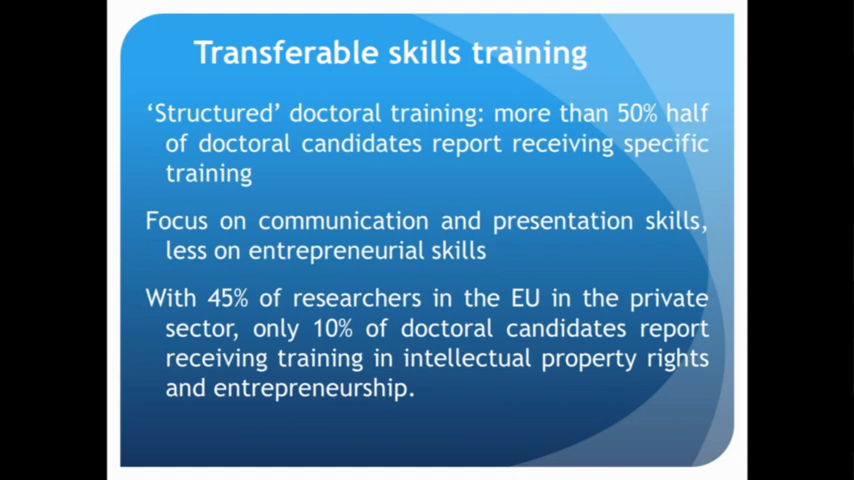 Transferable skills training
‘Structured’ doctoral training: more than 50% half
of doctoral candidates report receiving specific
training
Focus on communication and presentation skills,
less on entrepreneurial skills
With 45% of researchers in the EU in the private
sector, only 10% of doctoral candidates report
receiving training in intellectual property rights
and entrepreneurship.